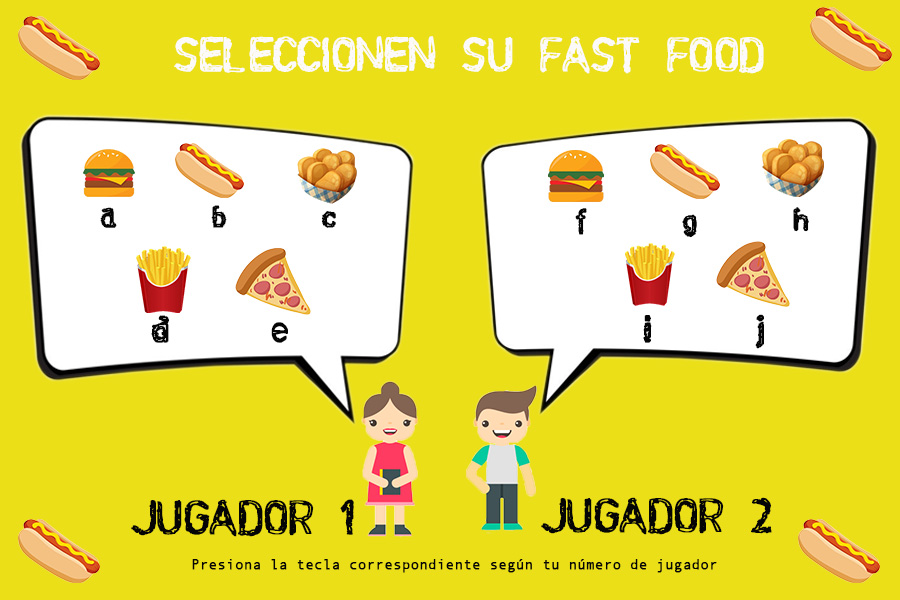 SELECCIONEN SU FAST FOOD
a b c
d e
f g h
i j
JUGADOR 1
JUGADOR 2
Presiona la tecla correspondiente según tu número de jugador